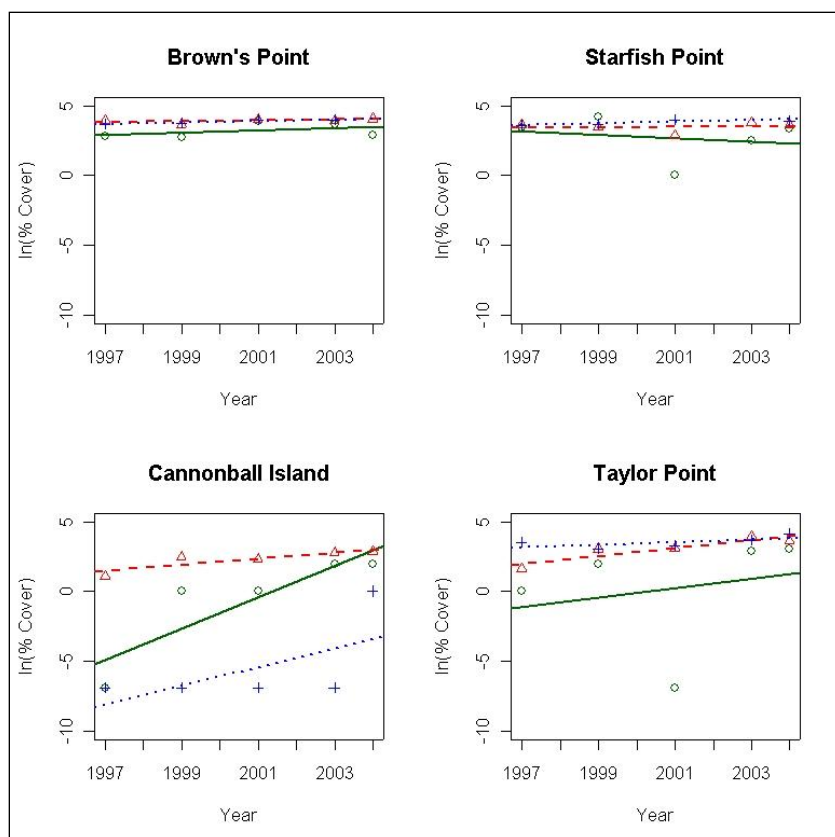 Brown's Point
ln(% Cover)
5
0
-5
-10
1997 1999 2001 2003
Year
Starfish Point
ln(% Cover)
5
0
-5
-10
1997 1999 2001 2003
Year
Cannonball Island
ln(% Cover)
5
0
-5
-10
1997 1999 2001 2003
Year
Taylor Point
ln(% Cover)
5
0
-5
-10
1997 1999 2001 2003
Year